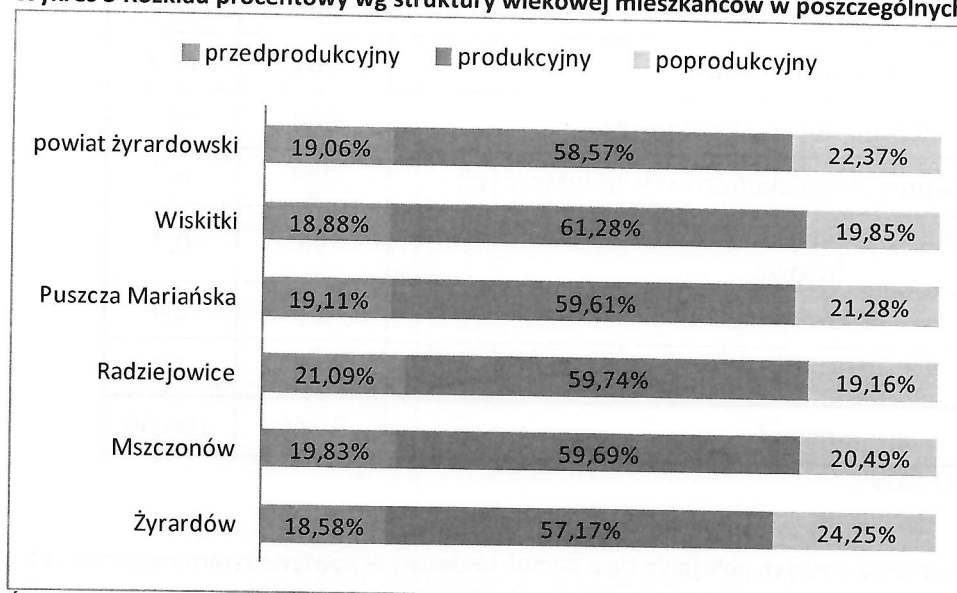 Wykres 3 Rozkład procentowy wg struktury wiekowej mieszkańców w poszczególnych
przedprodukcyjny produkcyjny poprodukcyjny
powiat żyrardowski 19,06% 58,57% 22,37%
Wiskitki 18,88% 61,28% 19,85%
Puszcza Mariańska 19,11% 59,61% 21,28%
Radziejowice 21,09% 59,74% 19,16%
Mszczonów 19,83% 59,69% 20,49%
Żyrardów 18,58% 57,17% 24,25%